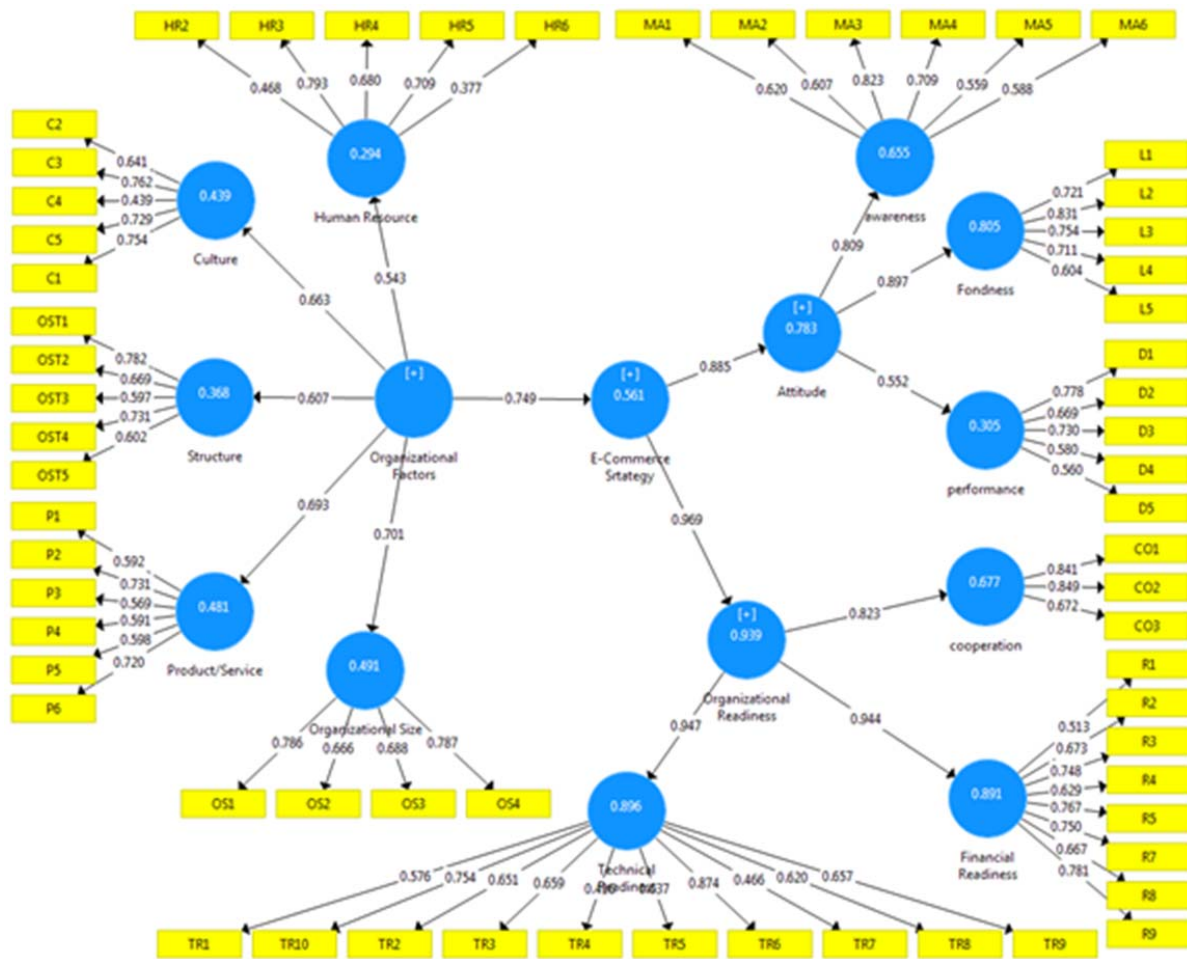 HR2 HR3 HR4 HR5 HR6 MA1 MA2 MA3 MA4 MA5 MA6
0.468 0.793 0.680 0.709 0.377
0.620 0.607 0.823 0.709 0.559 0.588
C2
C3
C4
C5
C1
0.641
0.762
0.439
0.729
0.754
0.439
Culture
0.294
Human Resource
0.655
awareness
L1
L2
L3
L4
L5
0.721
0.831
0.754
0.711
0.604
0.805
Fondness
0.543
0.663
0.809
0.897
OST1
OST2
OST3
OST4
OST5
0.782
0.669
0.597
0.731
0.602
0.368
Structure
0.607
[+]
Organizational
Factors
0.749
[+]
0.561
E-Commerce
Srtategy
0.885
[+]
0.783
Attitude
0.552
D1
D2
D3
D4
D5
0.778
0.669
0.730
0.580
0.560
0.305
performance
P1
P2
P3
P4
P5
P6
0.592
0.731
0.569
0.591
0.598
0.720
0.481
Product/Service
0.693
0.701
0.969
CO1
CO2
CO3
0.841
0.849
0.672
0.677
cooperation
0.823
[+]
0.939
Organizational
Readiness
0.491
Organizational Size
0.786 0.666 0.688 0.787
OS1 OS2 OS3 OS4
0.947
0.944
R1
R2
R3
R4
R5
R7
R8
R9
0.513
0.673
0.748
0.629
0.767
0.750
0.667
0.781
0.891
Financial
Readiness
0.896
Technical
Readiness
0.576 0.754 0.651 0.659 0.874 0.466 0.620 0.657
TR1 TR10 TR2 TR3 TR4 TR5 TR6 TR7 TR8 TR9